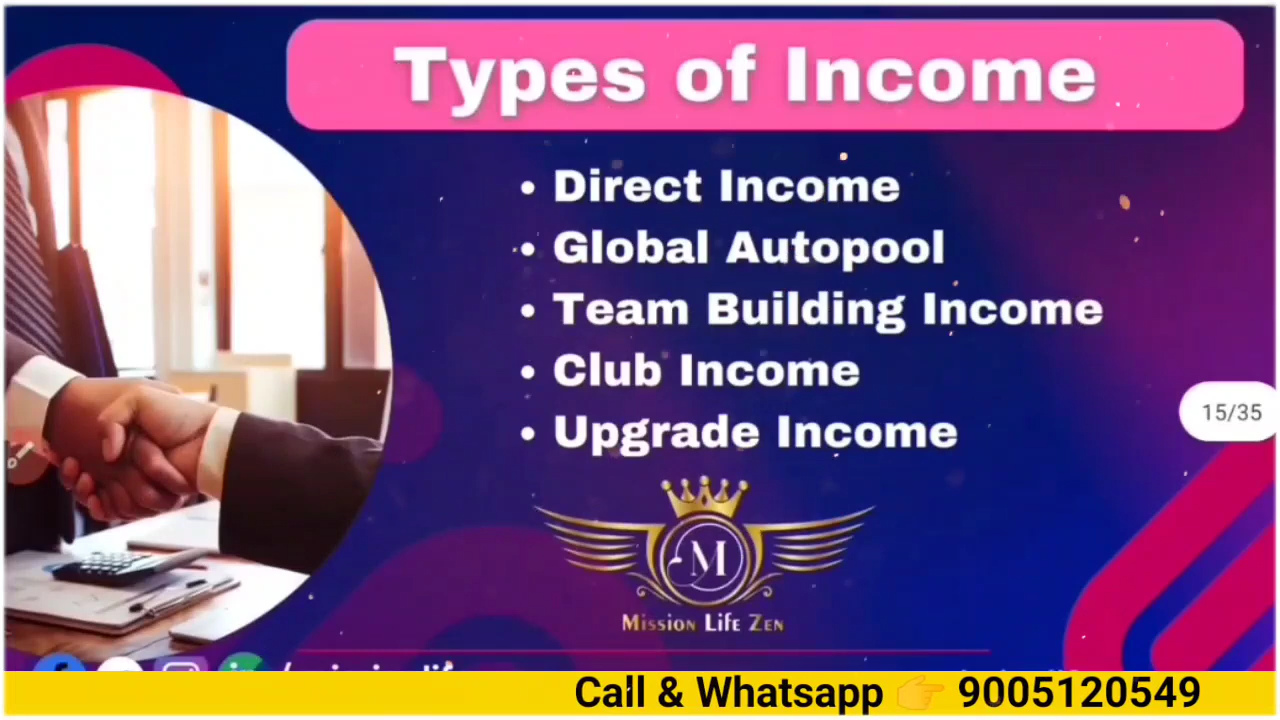 Types of Income
• Direct Income
• Global Autopool
• Team Building Income
• Club Income
• Upgrade Income
15/35
M
Mission Life Zen
Call & Whatsapp 👉 9005120549